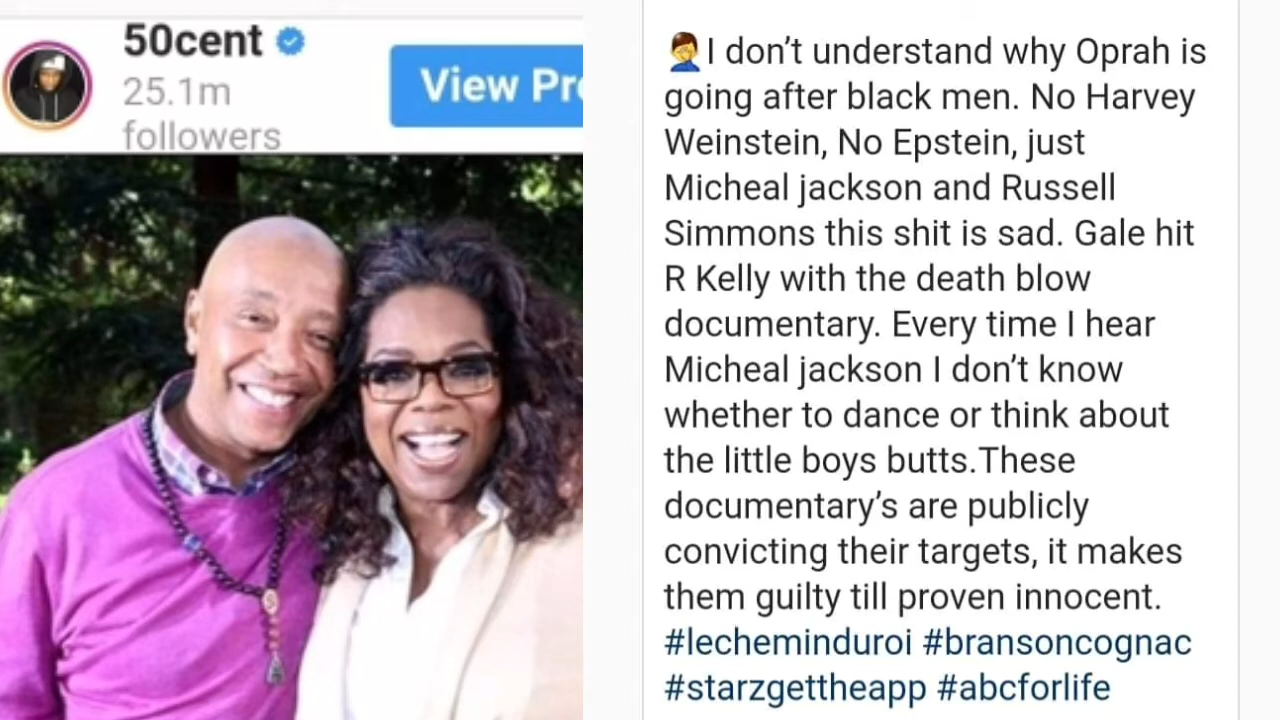 50cent
25.1m
followers
View Pr
🤦‍♂️I don’t understand why Oprah is
going after black men. No Harvey
Weinstein, No Epstein, just
Micheal jackson and Russell
Simmons this shit is sad. Gale hit
R Kelly with the death blow
documentary. Every time I hear
Micheal jackson I don’t know
whether to dance or think about
the little boys butts.These
documentary’s are publicly
convicting their targets, it makes
them guilty till proven innocent.
#lecheminduroi #bransoncognac
#starzgettheapp #abcforlife